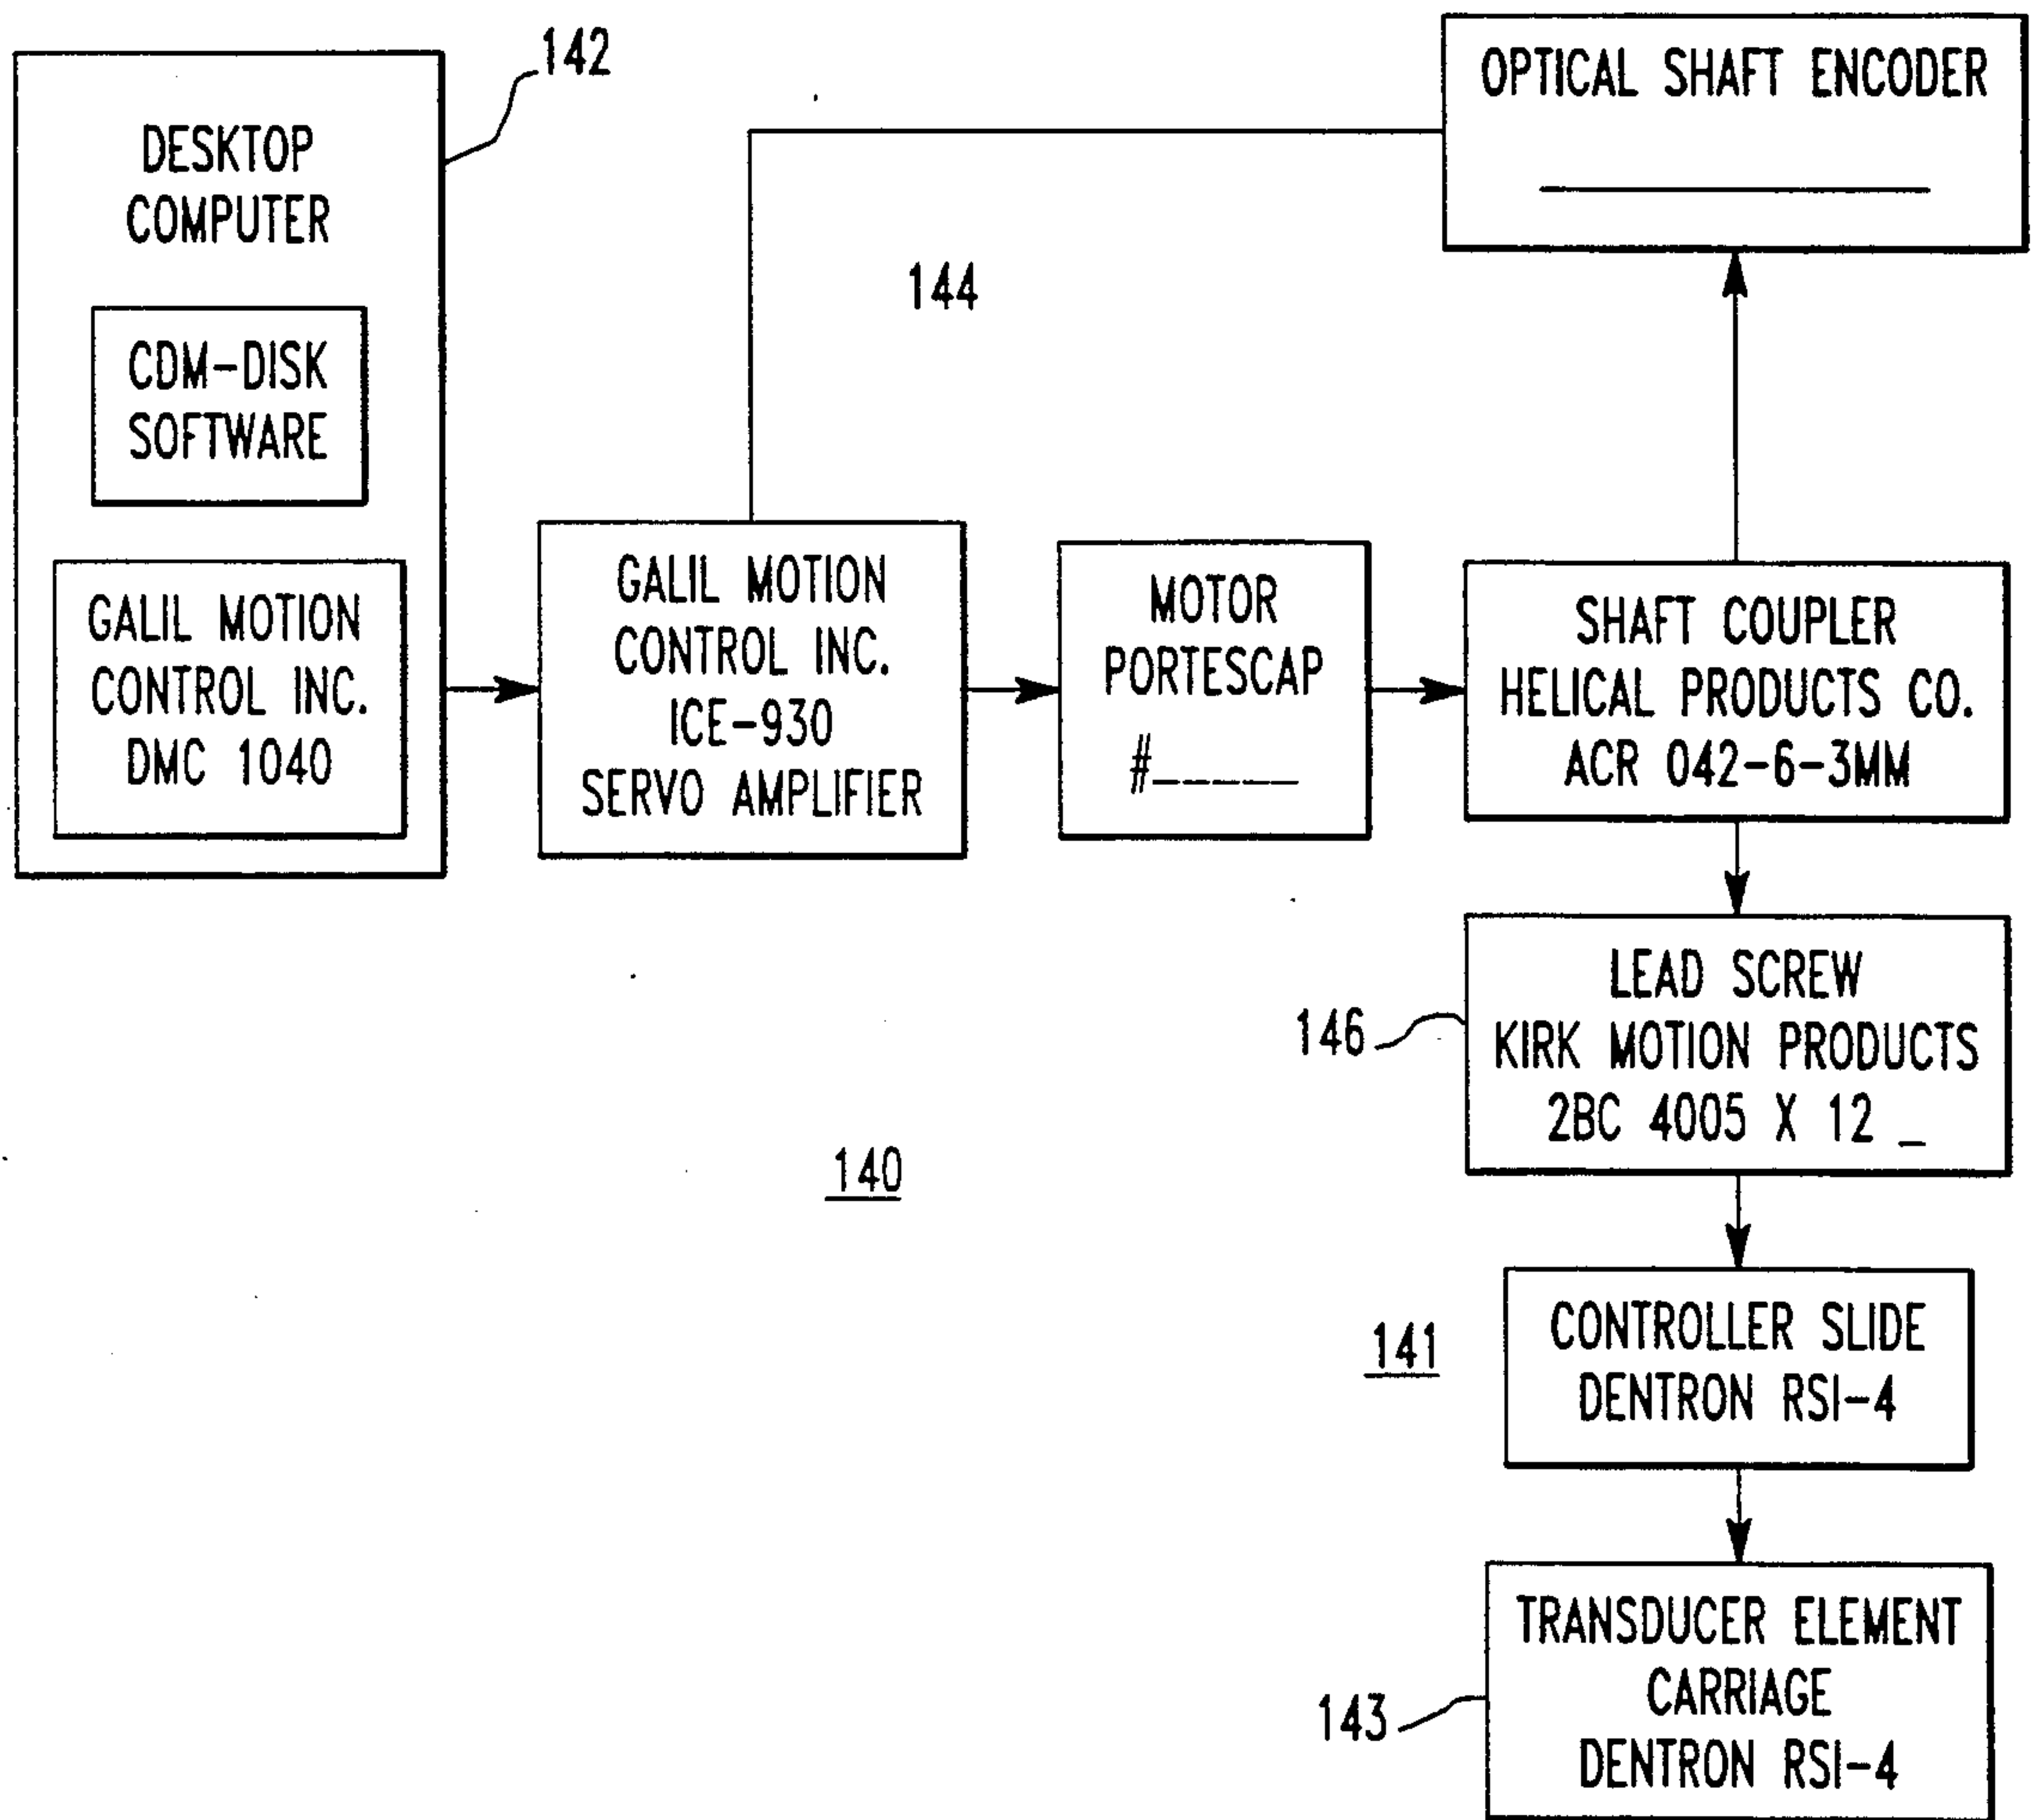 142
DESKTOP
COMPUTER
CDM-DISK
SOFTWARE
GALIL MOTION
CONTROL INC.
DMC 1040
GALIL MOTION
CONTROL INC.
ICE-930
SERVO AMPLIFIER
144
MOTOR
PORTESCAP
#_____
OPTICAL SHAFT ENCODER
SHAFT COUPLER
HELICAL PRODUCTS CO.
ACR 042-6-3MM
146
LEAD SCREW
KIRK MOTION PRODUCTS
2BC 4005 X 12 _
140
141
CONTROLLER SLIDE
DENTRON RSI-4
143
TRANSDUCER ELEMENT
CARRIAGE
DENTRON RSI-4